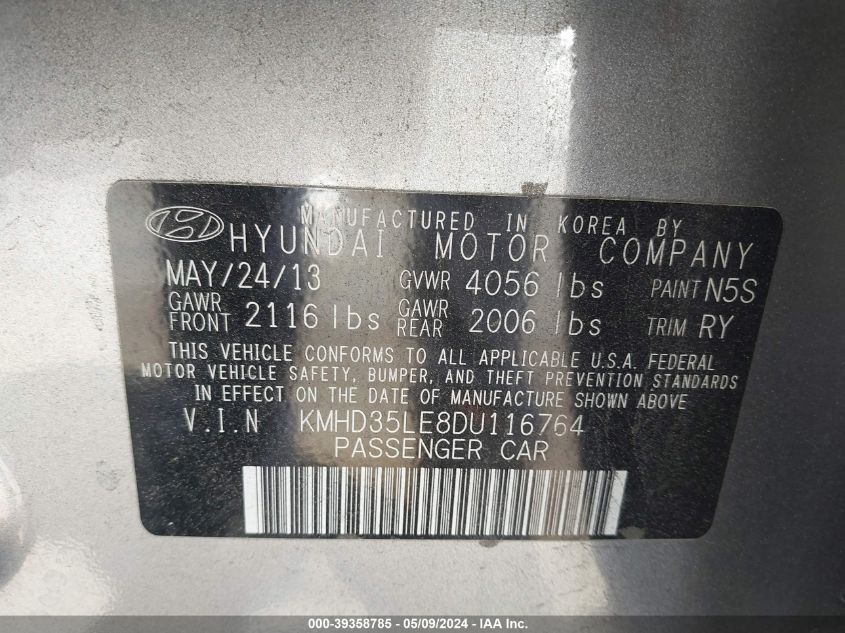 MANUFACTURED IN KOREA BY
HYUNDAI MOTOR COMPANY
MAY/24/13 GVWR 4056 lbs PAINT N5S
GAWR FRONT 2116 lbs GAWR REAR 2006 lbs TRIM RY
THIS VEHICLE CONFORMS TO ALL APPLICABLE U.S.A. FEDERAL
MOTOR VEHICLE SAFETY, BUMPER, AND THEFT PREVENTION STANDARDS
IN EFFECT ON THE DATE OF MANUFACTURE SHOWN ABOVE
V.I.N KMHD35LE8DU116764
PASSENGER CAR
000-39358785 - 05/09/2024 - IAA Inc.